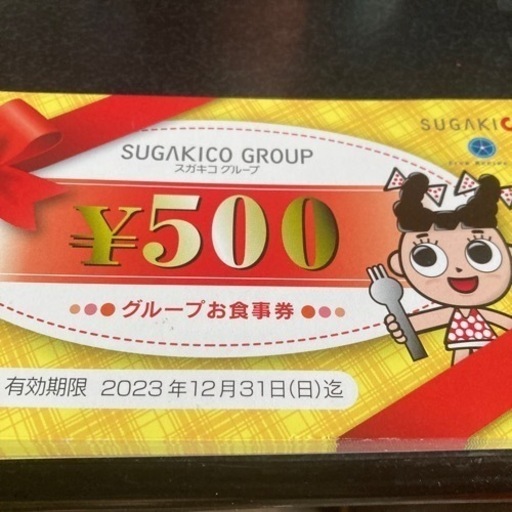 SUGAKICO
SUGAKICO GROUP
スガキコ グループ
¥500
グループお食事券
有効期限 2023年12月31日(日)迄